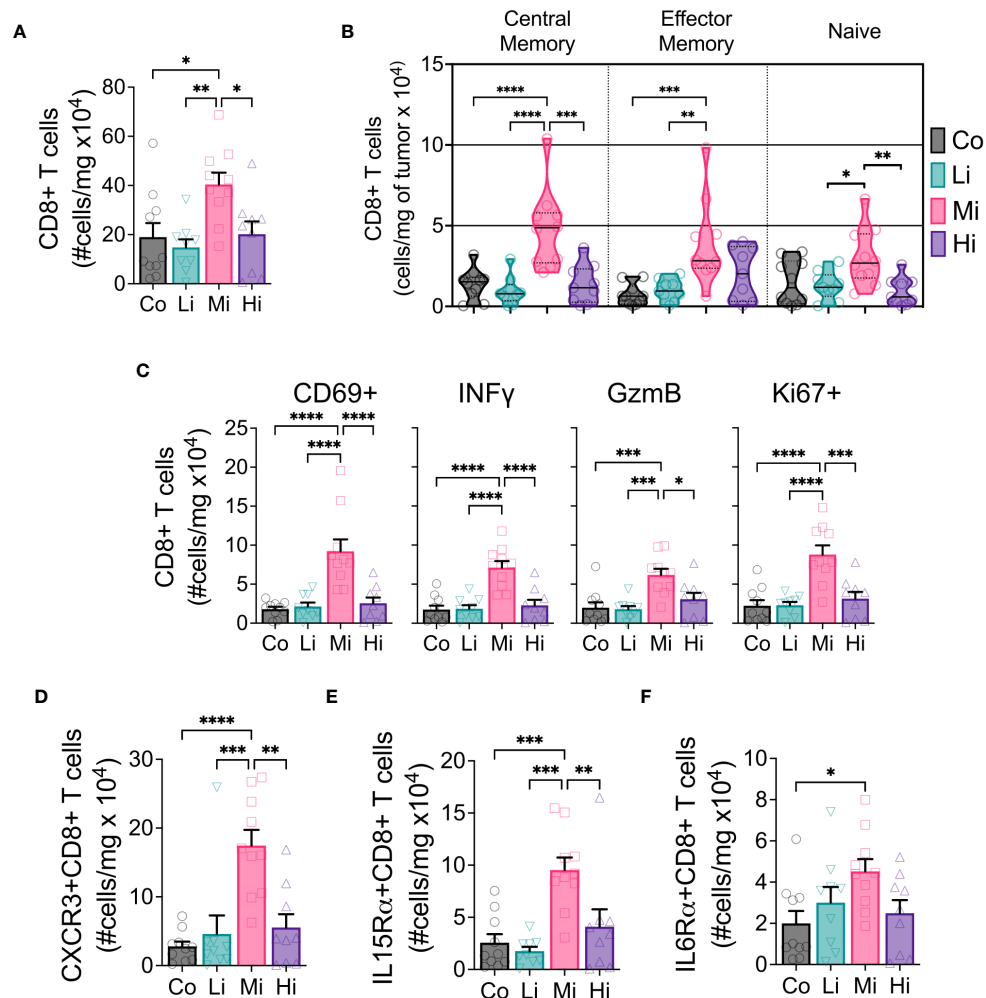 A
CD8+ T cells
(#cells/mg x10⁴)
80
60
40
20
0
*
**
*
Co Li Mi Hi
B
Central
Memory
Effector
Memory
Naive
CD8+ T cells
(cells/mg of tumor x 10⁴)
15
10
5
0
****
****
***
***
**
*
**
Co
Li
Mi
Hi
C
CD69+
INFγ
GzmB
Ki67+
CD8+ T cells
(#cells/mg x10⁴)
25
20
15
10
5
0
**** ****
****
**** ****
****
***
*** *
**** ***
****
Co Li Mi Hi
Co Li Mi Hi
Co Li Mi Hi
Co Li Mi Hi
D
CXCR3+CD8+ T cells
(#cells/mg x 10⁴)
30
20
10
0
****
*** **
Co Li Mi Hi
E
IL15Rα+CD8+ T cells
(#cells/mg x10⁴)
20
15
10
5
0
***
*** **
Co Li Mi Hi
F
IL6Rα+CD8+ T cells
(#cells/mg x10⁴)
10
8
6
4
2
0
*
Co Li Mi Hi